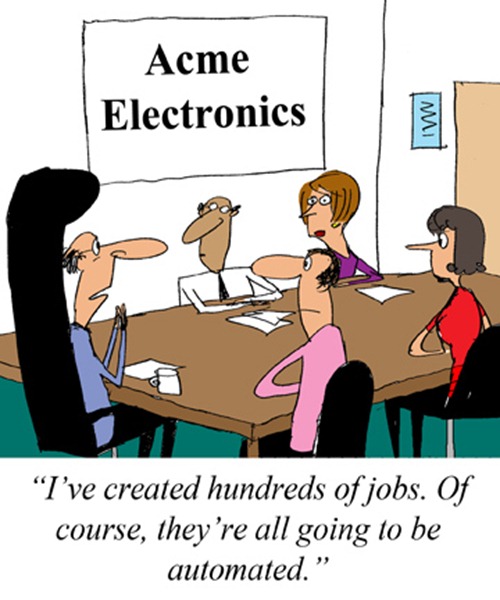 Acme
Electronics
“I’ve created hundreds of jobs. Of
course, they’re all going to be
automated.”